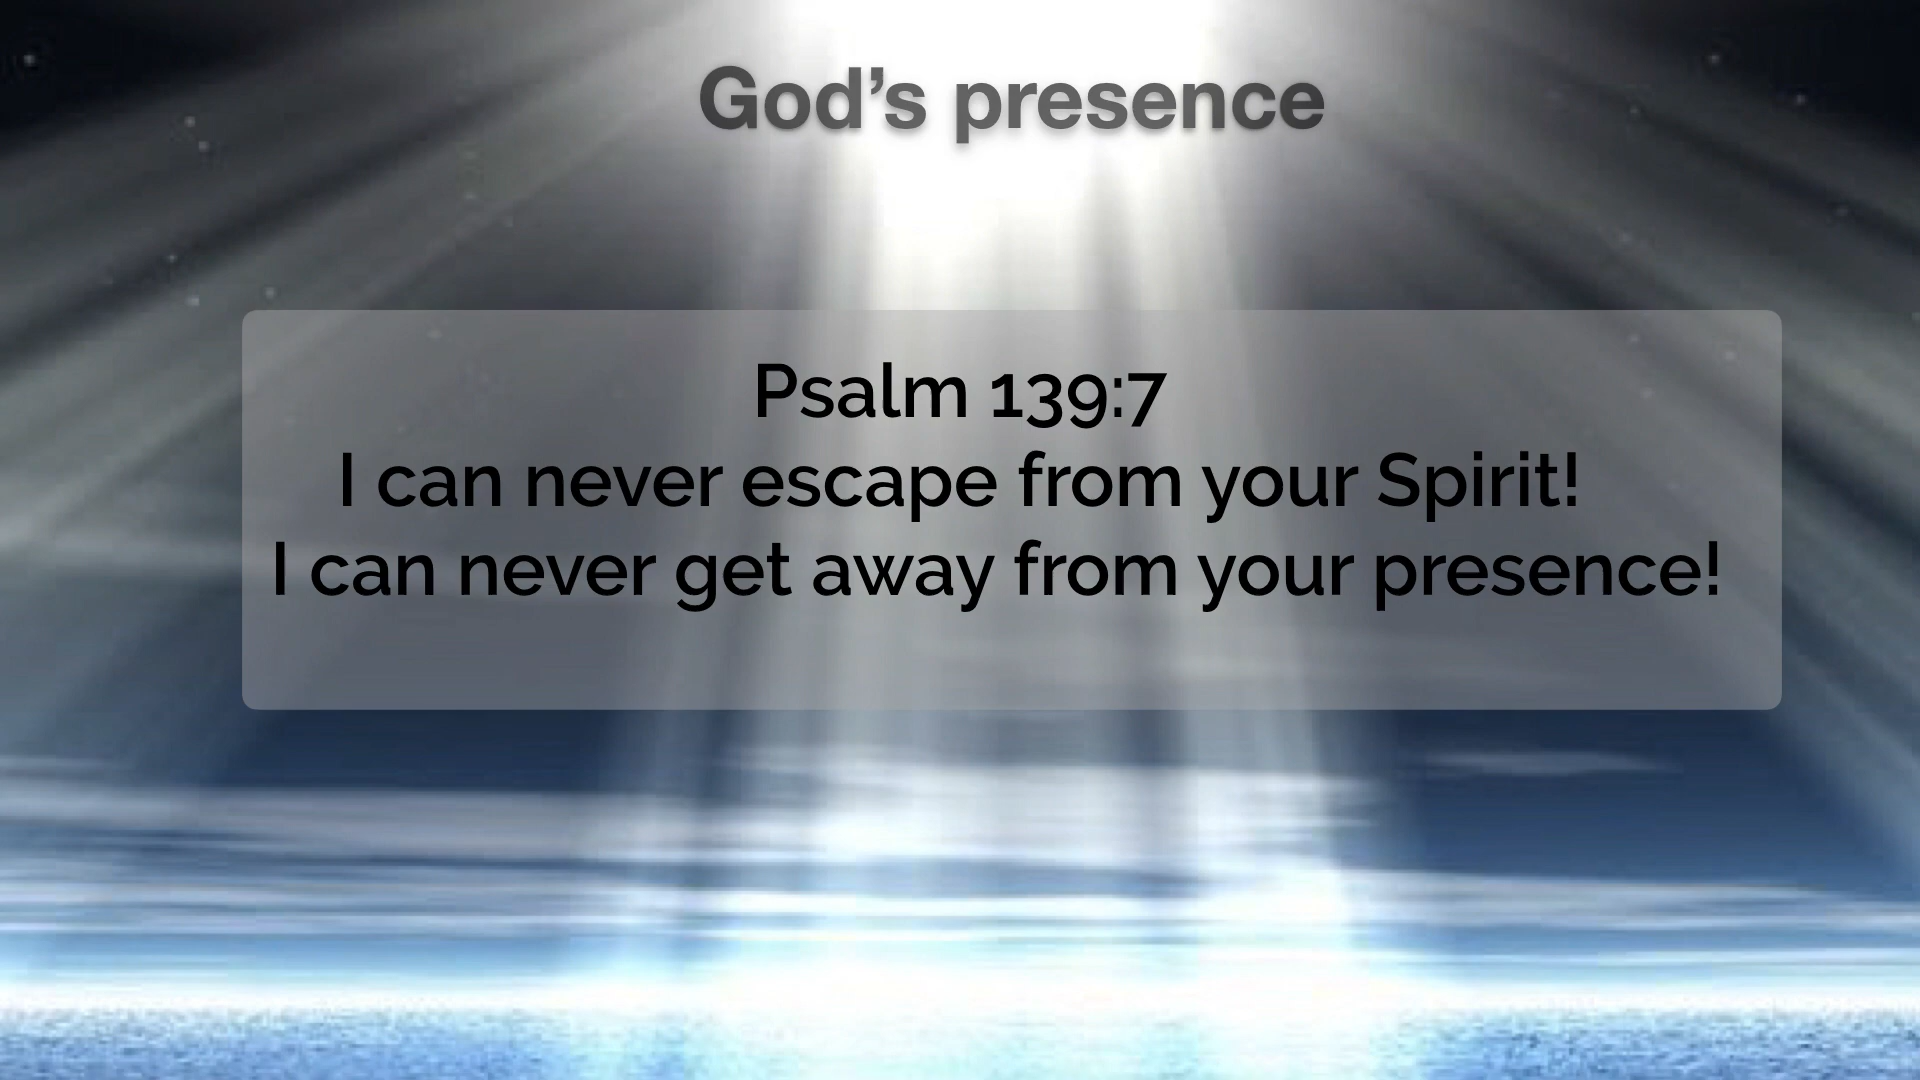 God’s presence
Psalm 139:7
I can never escape from your Spirit!
I can never get away from your presence!